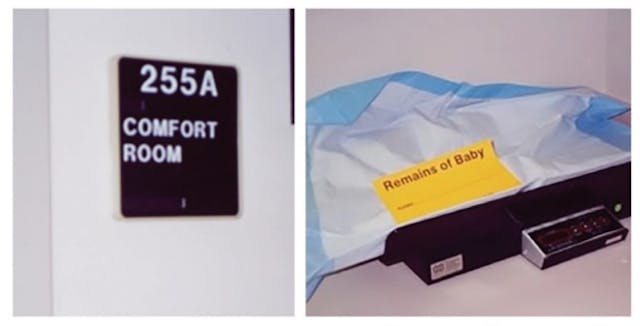 255A
COMFORT
ROOM
Remains of Baby